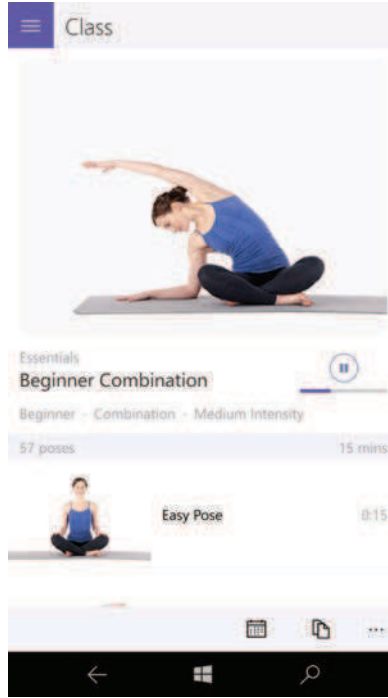 Class
Essentials
Beginner Combination
Beginner - Combination - Medium Intensity
57 poses 15 mins
Easy Pose 0:15